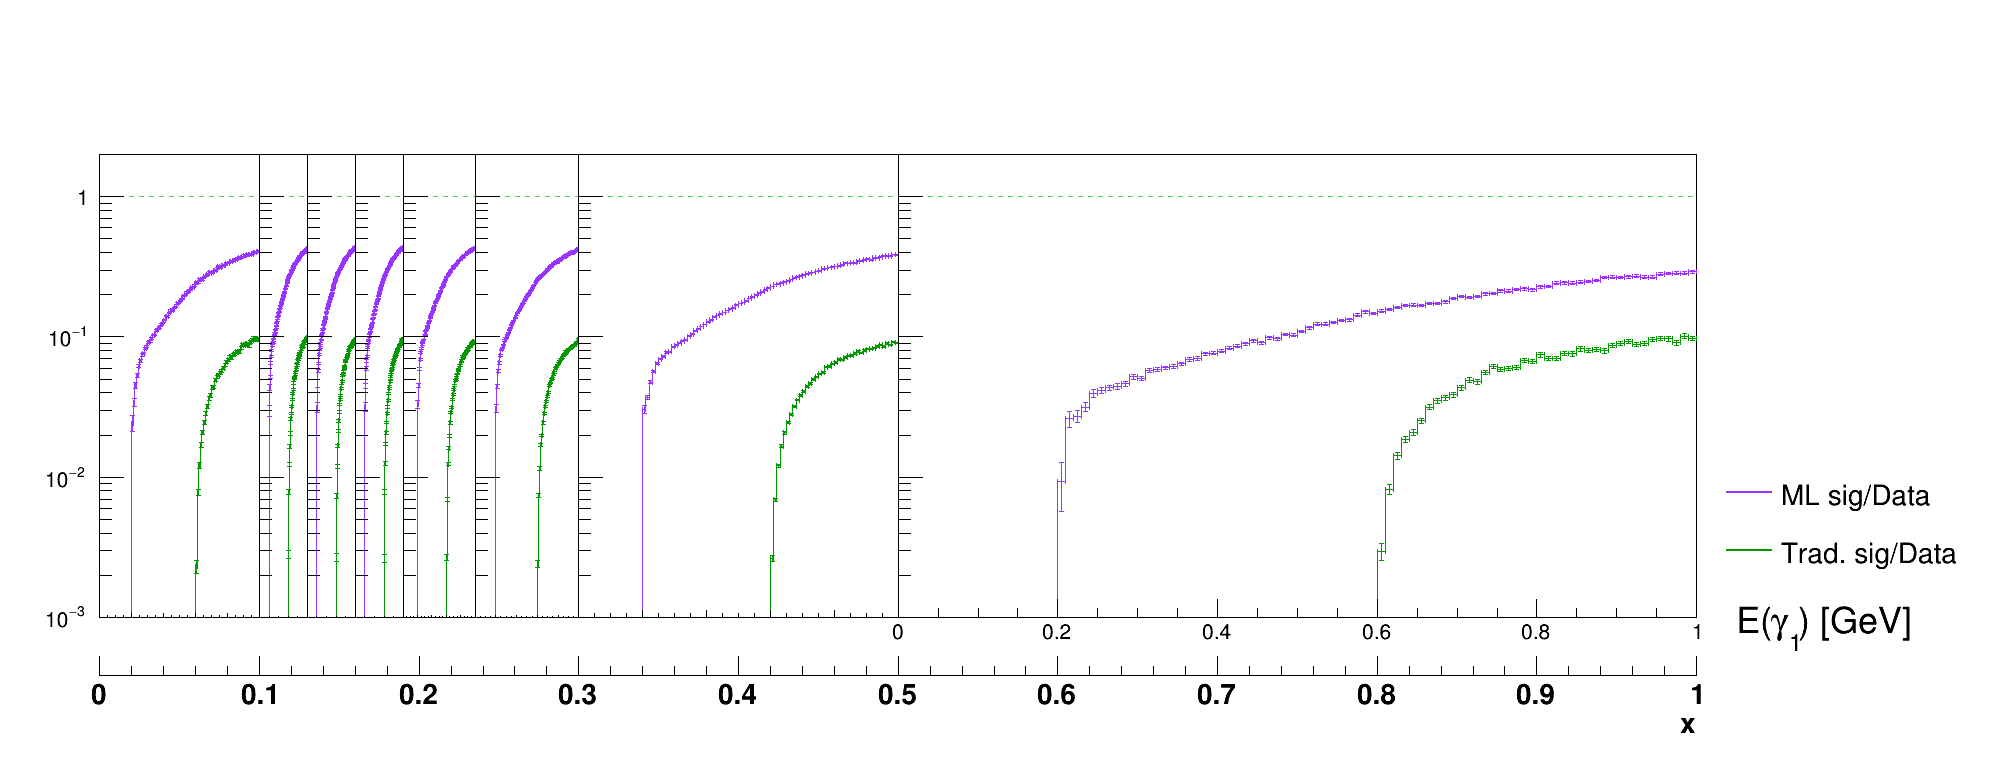 1
10⁻¹
10⁻²
10⁻³
ML sig/Data
Trad. sig/Data
E(γ₁) [GeV]
0 0.2 0.4 0.6 0.8 1
0 0.1 0.2 0.3 0.4 0.5 0.6 0.7 0.8 0.9 1
x